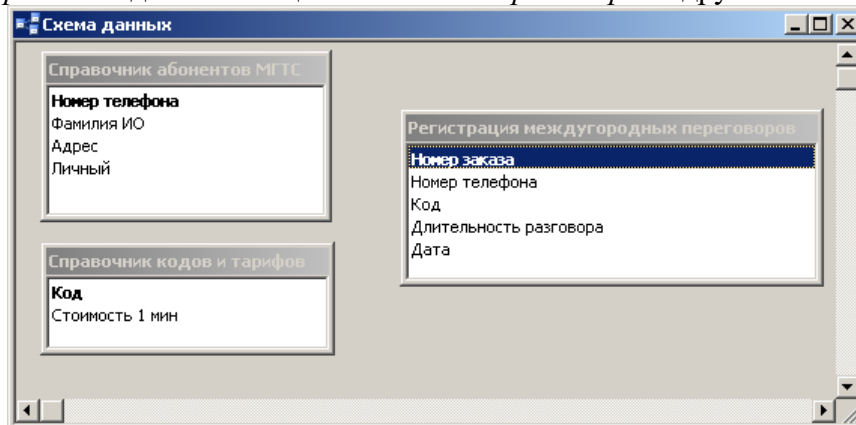 Схема данных
Справочник абонентов МГТС
Номер телефона
Фамилия ИО
Адрес
Личный
Регистрация междугородных переговоров
Номер заказа
Номер телефона
Код
Длительность разговора
Дата
Справочник кодов и тарифов
Код
Стоимость 1 мин